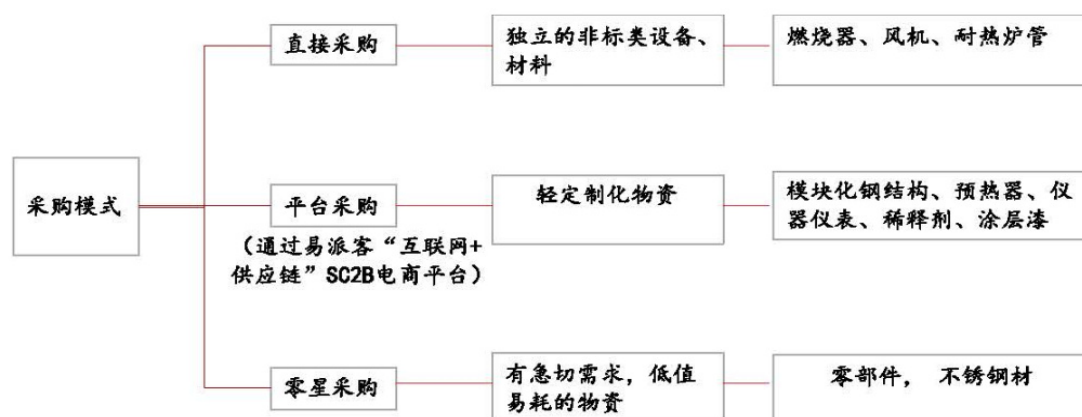 采购模式
直接采购
独立的非标类设备、
材料
燃烧器、风机、耐热炉管
平台采购
（通过易派客“互联网+
供应链”SC2B电商平台）
轻定制化物资
模块化钢结构、预热器、仪
器仪表、稀释剂、涂层漆
零星采购
有急切需求，低值
易耗的物资
零部件， 不锈钢材